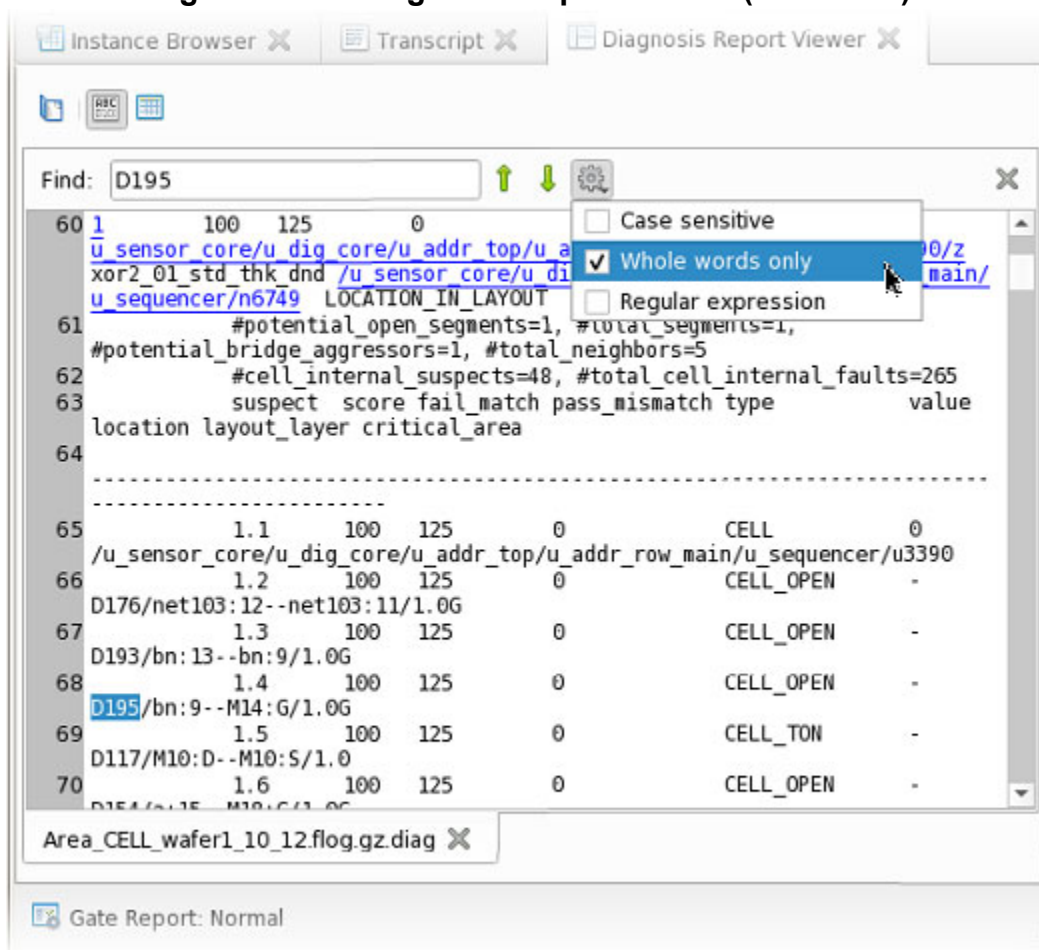 Instance Browser Transcript Diagnosis Report Viewer
ABC
Find: D195
Case sensitive
Whole words only
Regular expression
60 1 100 125 0
u_sensor_core/u_dig_core/u_addr_top/u_a 90/z
xor2_01_std_thk_dnd /u_sensor_core/u_di _main/
u_sequencer/n6749 LOCATION_IN_LAYOUT
61 #potential_open_segments=1, #total_segments=1,
#potential_bridge_aggressors=1, #total_neighbors=5
62 #cell_internal_suspects=48, #total_cell_internal_faults=265
63 suspect score fail_match pass_mismatch type value
location layout_layer critical_area
64
--------------------------------------------------------------------------
------------------------
65 1.1 100 125 0 CELL 0
/u_sensor_core/u_dig_core/u_addr_top/u_addr_row_main/u_sequencer/u3390
66 1.2 100 125 0 CELL_OPEN -
D176/net103:12--net103:11/1.0G
67 1.3 100 125 0 CELL_OPEN -
D193/bn:13--bn:9/1.0G
68 1.4 100 125 0 CELL_OPEN -
D195/bn:9--M14:G/1.0G
69 1.5 100 125 0 CELL_TON -
D117/M10:D--M10:S/1.0
70 1.6 100 125 0 CELL_OPEN -
Area_CELL_wafer1_10_12.flog.gz.diag
Gate Report: Normal